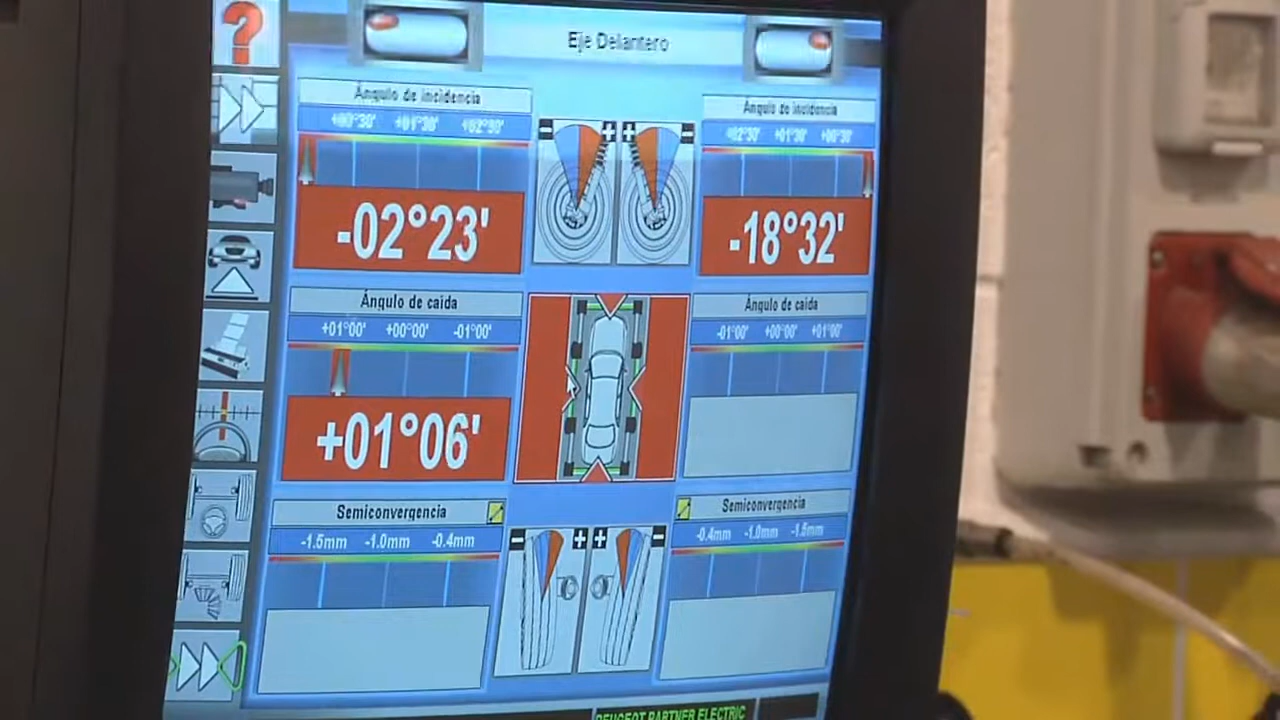 ?
Eje Delantero
Ángulo de incidencia
+00°30' +01°30' +02°30'
-02°23'
- + + -
Ángulo de incidencia
+02°30' +01°30' +00°30'
-18°32'
Ángulo de caída
+01°00' +00°00' -01°00'
+01°06'
Ángulo de caída
-01°00' +00°00' +01°00'
Semiconvergencia
-1.5mm -1.0mm -0.4mm
- + + -
Semiconvergencia
-0.4mm -1.0mm -1.5mm
PEUGEOT PARTNER ELECTRIC